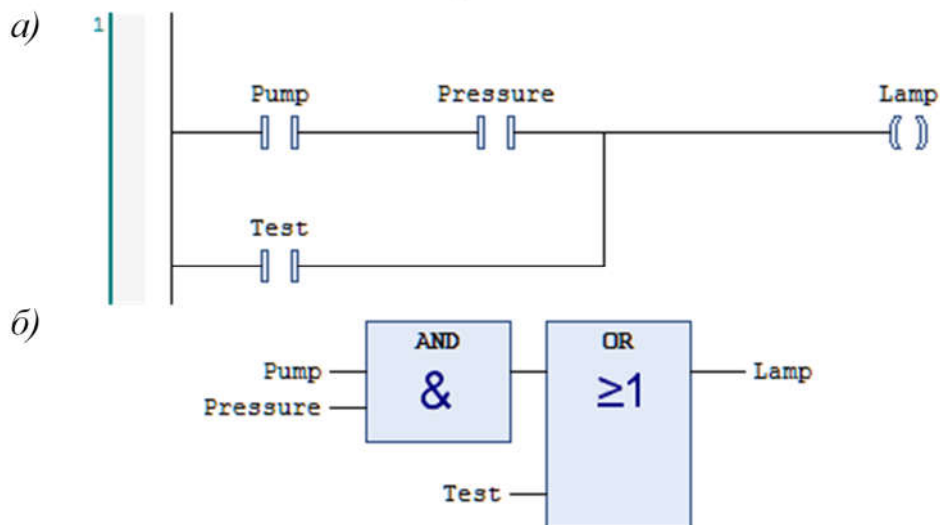 а)
1
Pump Pressure Lamp
Test
б)
AND OR
Pump & ≥1 Lamp
Pressure
Test